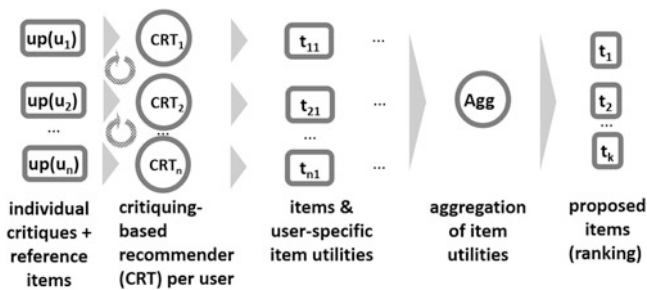 up(u1) CRT1 t11 ... t1
up(u2) CRT2 t21 ... Agg t2
... ... ... ...
up(un) CRTn tn1 ... tk
individual critiques + reference items
critiquing-based recommender (CRT) per user
items & user-specific item utilities
aggregation of item utilities
proposed items (ranking)